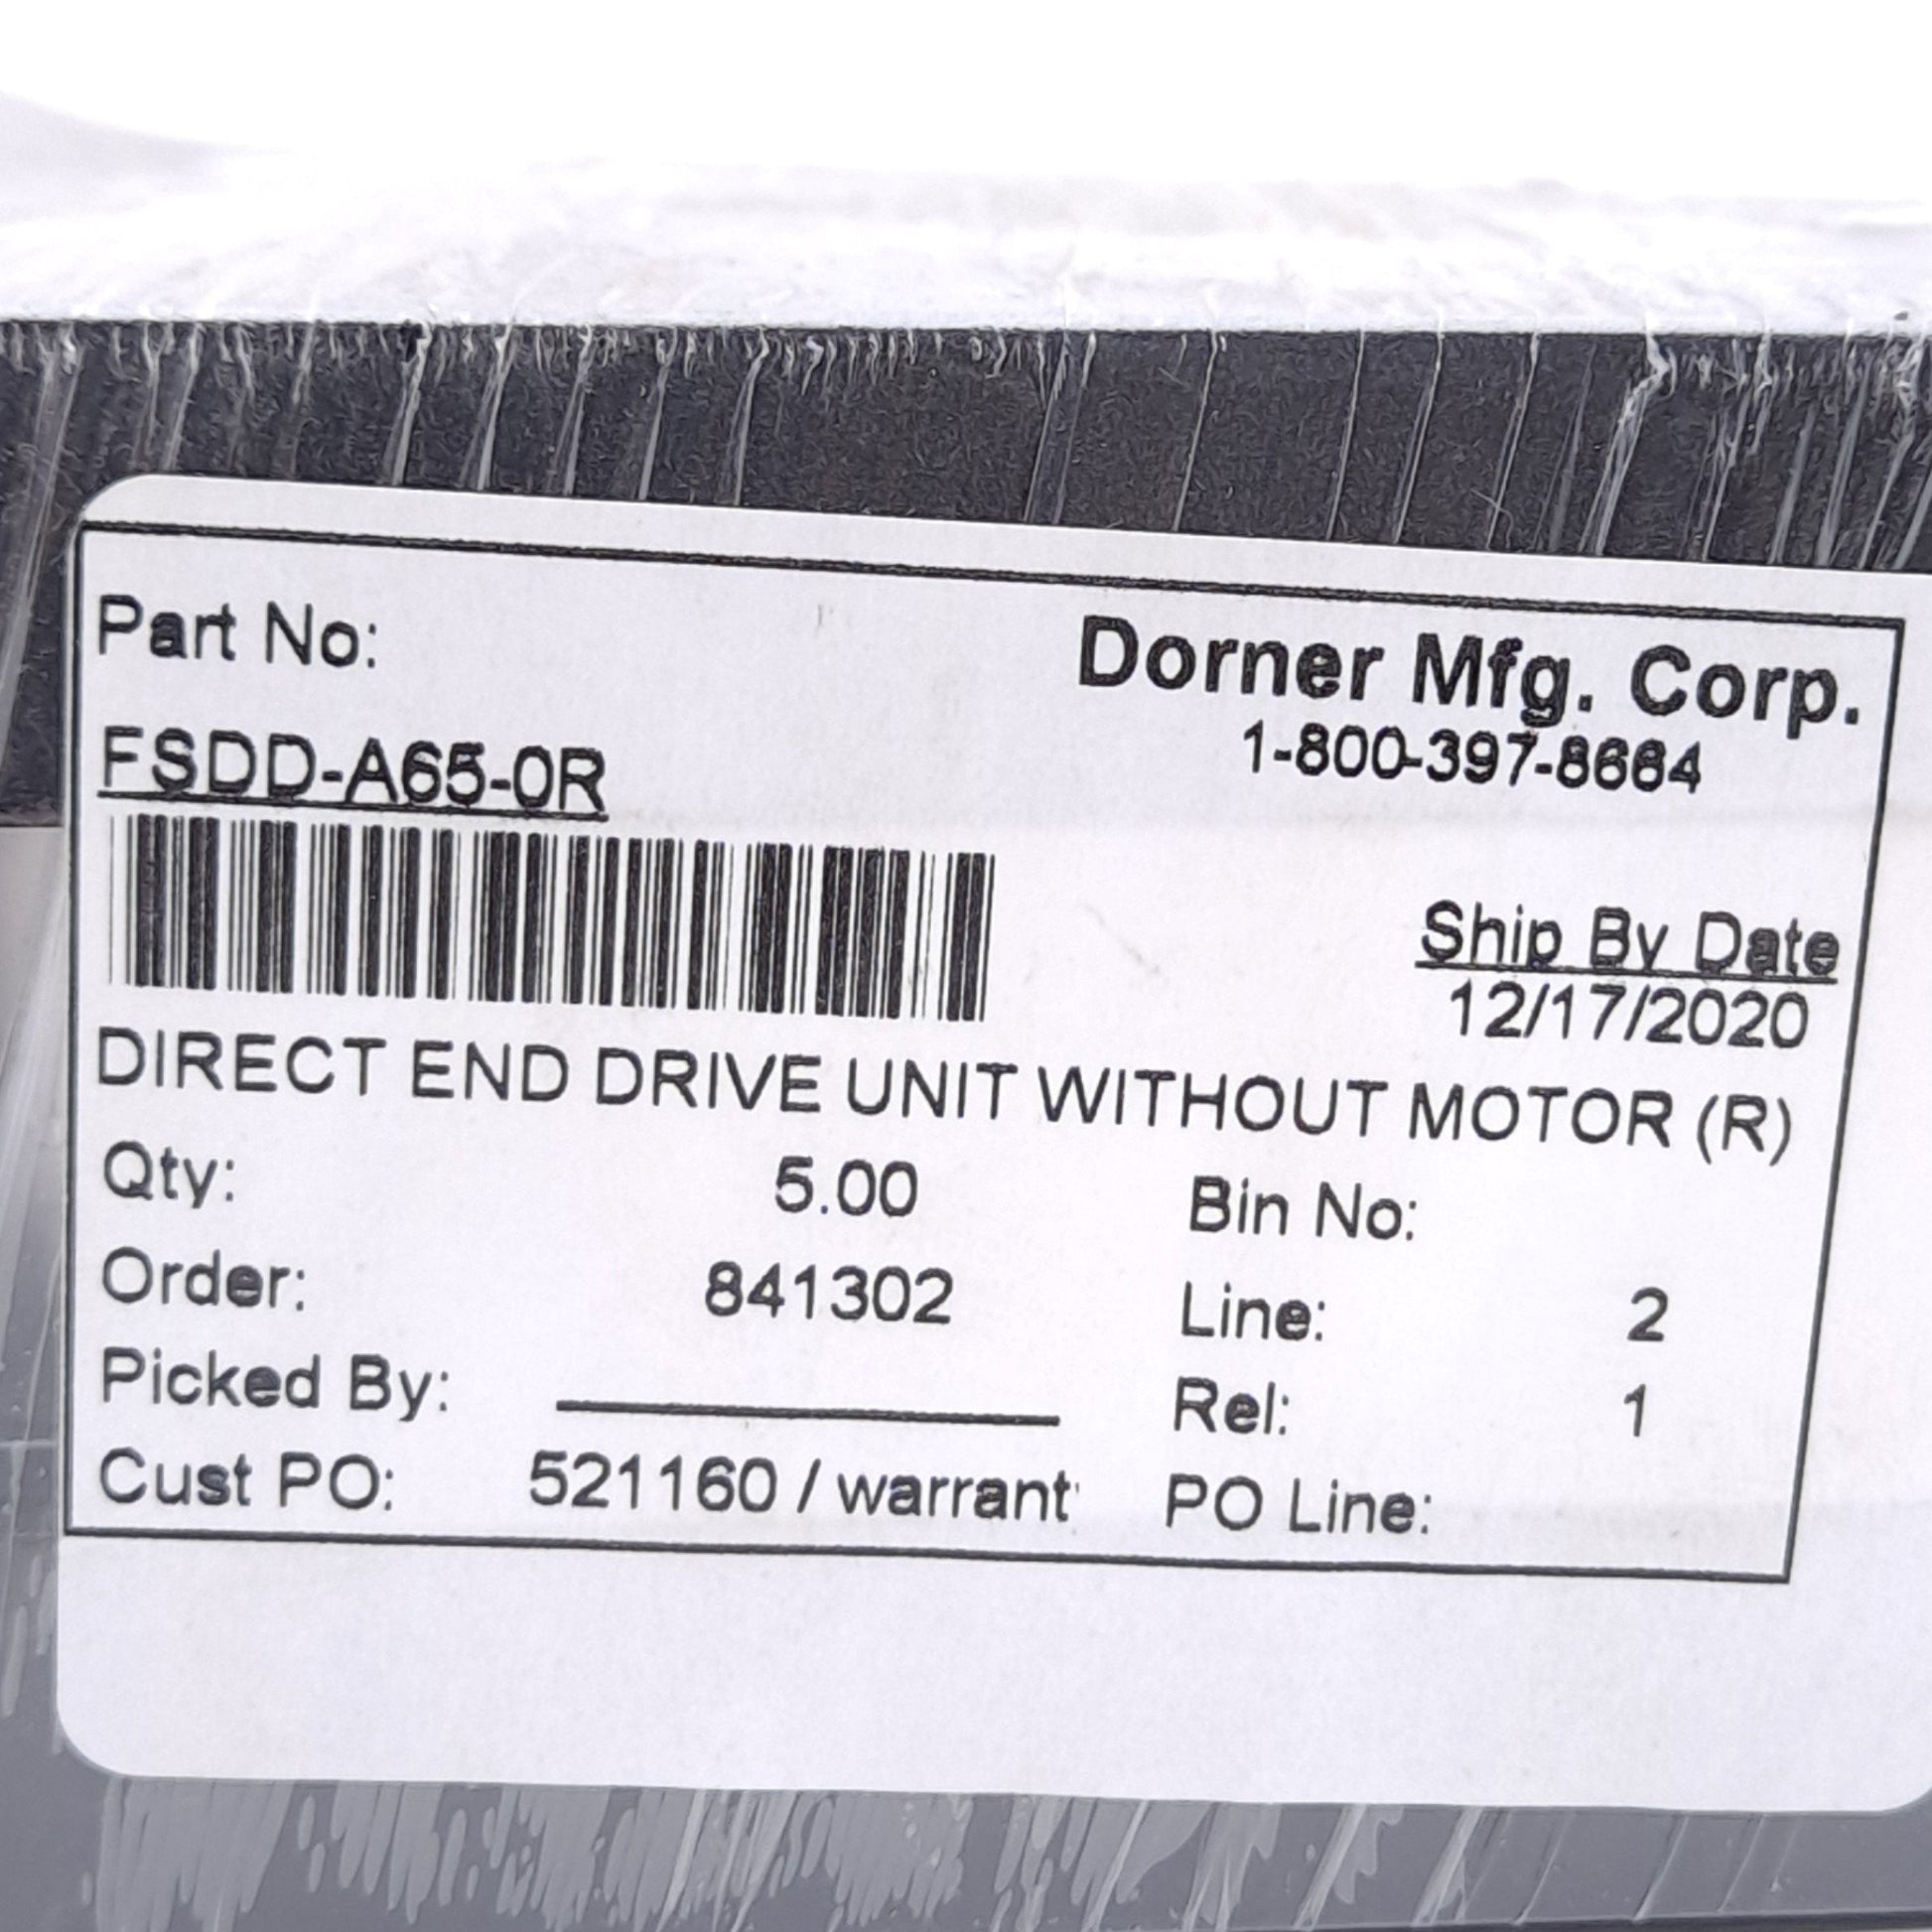 Part No:
Dorner Mfg. Corp.
1-800-397-8664
FSDD-A65-0R
Ship By Date
12/17/2020
DIRECT END DRIVE UNIT WITHOUT MOTOR (R)
Qty: 5.00 Bin No:
Order: 841302 Line: 2
Picked By: Rel: 1
Cust PO: 521160 / warrant PO Line: